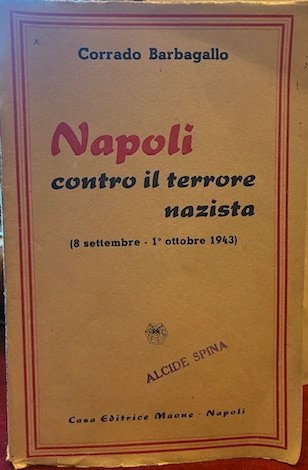 Corrado Barbagallo
Napoli
contro il terrore
nazista
(8 settembre - 1° ottobre 1943)
ALCIDE SPINA
Casa Editrice Maone - Napoli